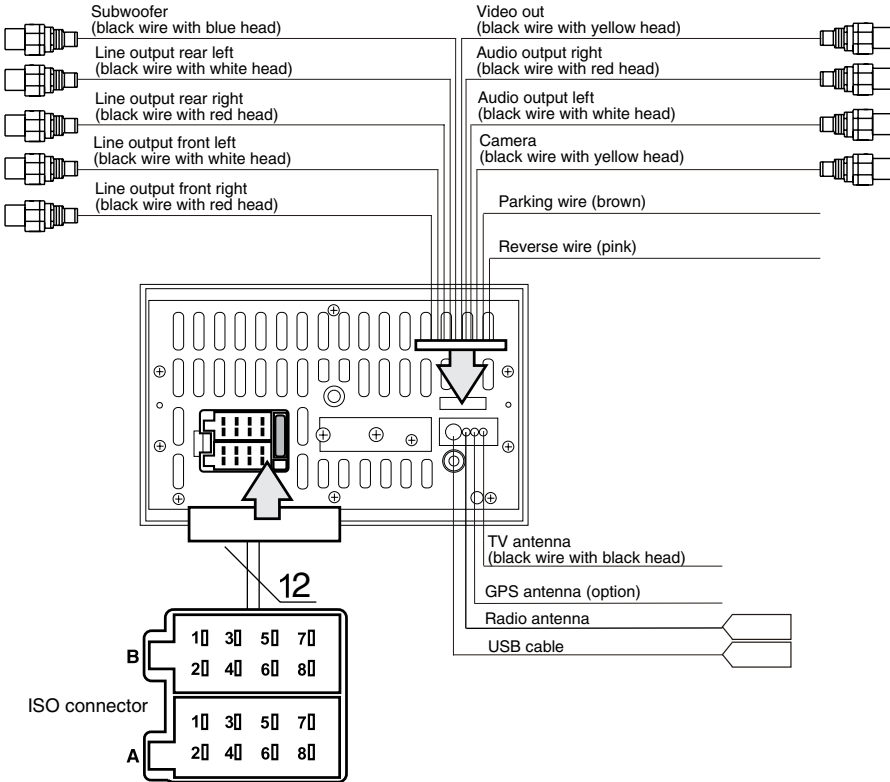 Subwoofer
(black wire with blue head)
Line output rear left
(black wire with white head)
Line output rear right
(black wire with red head)
Line output front left
(black wire with white head)
Line output front right
(black wire with red head)
Video out
(black wire with yellow head)
Audio output right
(black wire with red head)
Audio output left
(black wire with white head)
Camera
(black wire with yellow head)
Parking wire (brown)
Reverse wire (pink)
TV antenna
(black wire with black head)
GPS antenna (option)
Radio antenna
USB cable
12
B
1 3 5 7
2 4 6 8
ISO connector
A
1 3 5 7
2 4 6 8